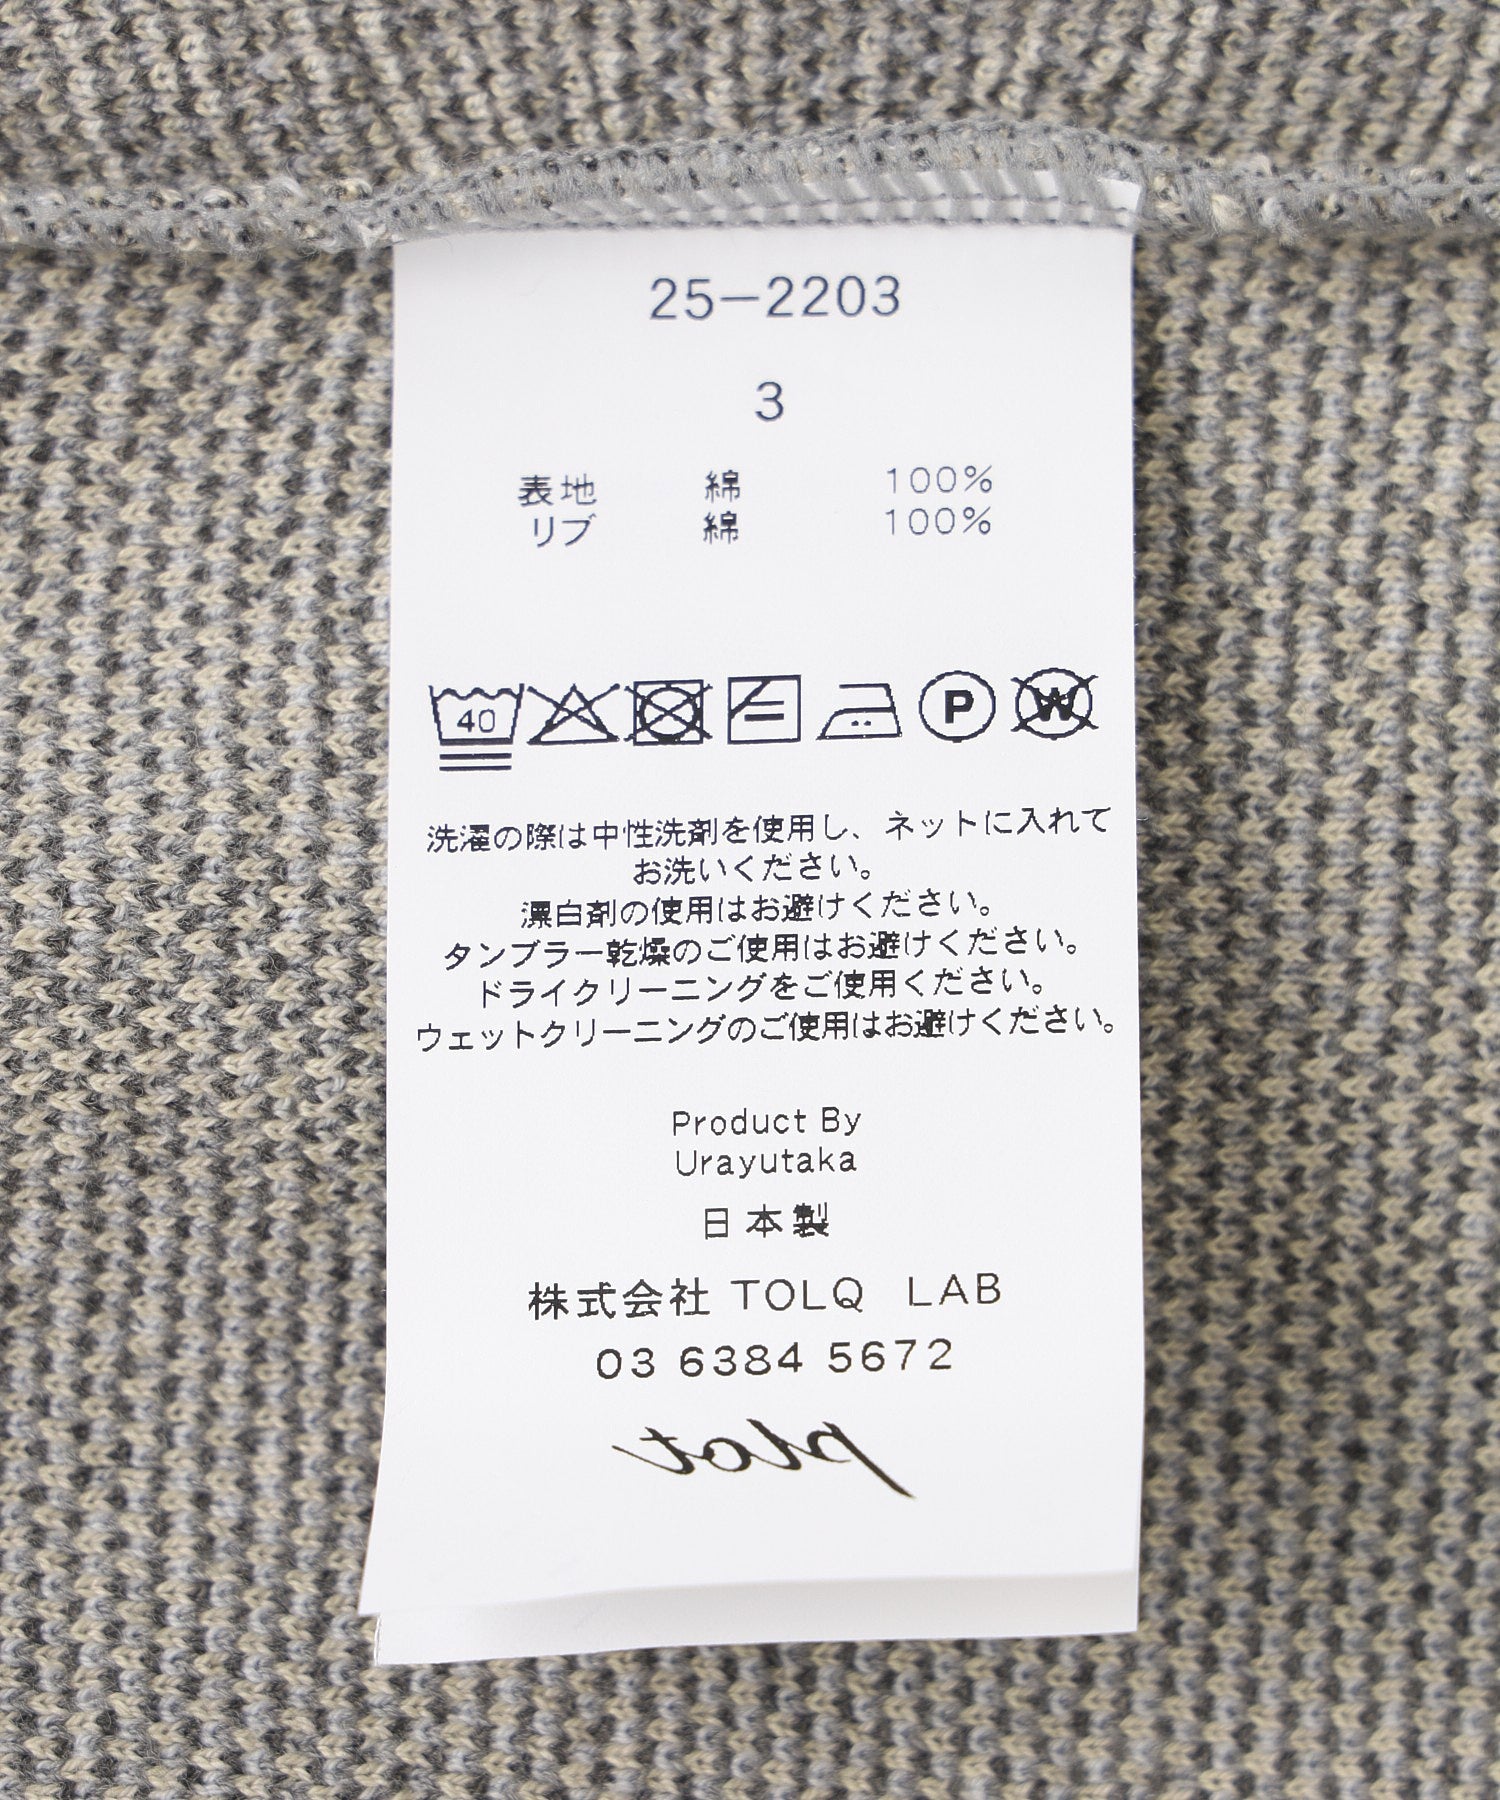 25-2203
3
表地 綿 100%
リブ 綿 100%
40 P W
洗濯の際は中性洗剤を使用し、ネットに入れて
お洗いください。
漂白剤の使用はお避けください。
タンブラー乾燥のご使用はお避けください。
ドライクリーニングをご使用ください。
ウェットクリーニングのご使用はお避けください。
Product By
Urayutaka
日本製
株式会社 TOLQ LAB
03 6384 5672
plot